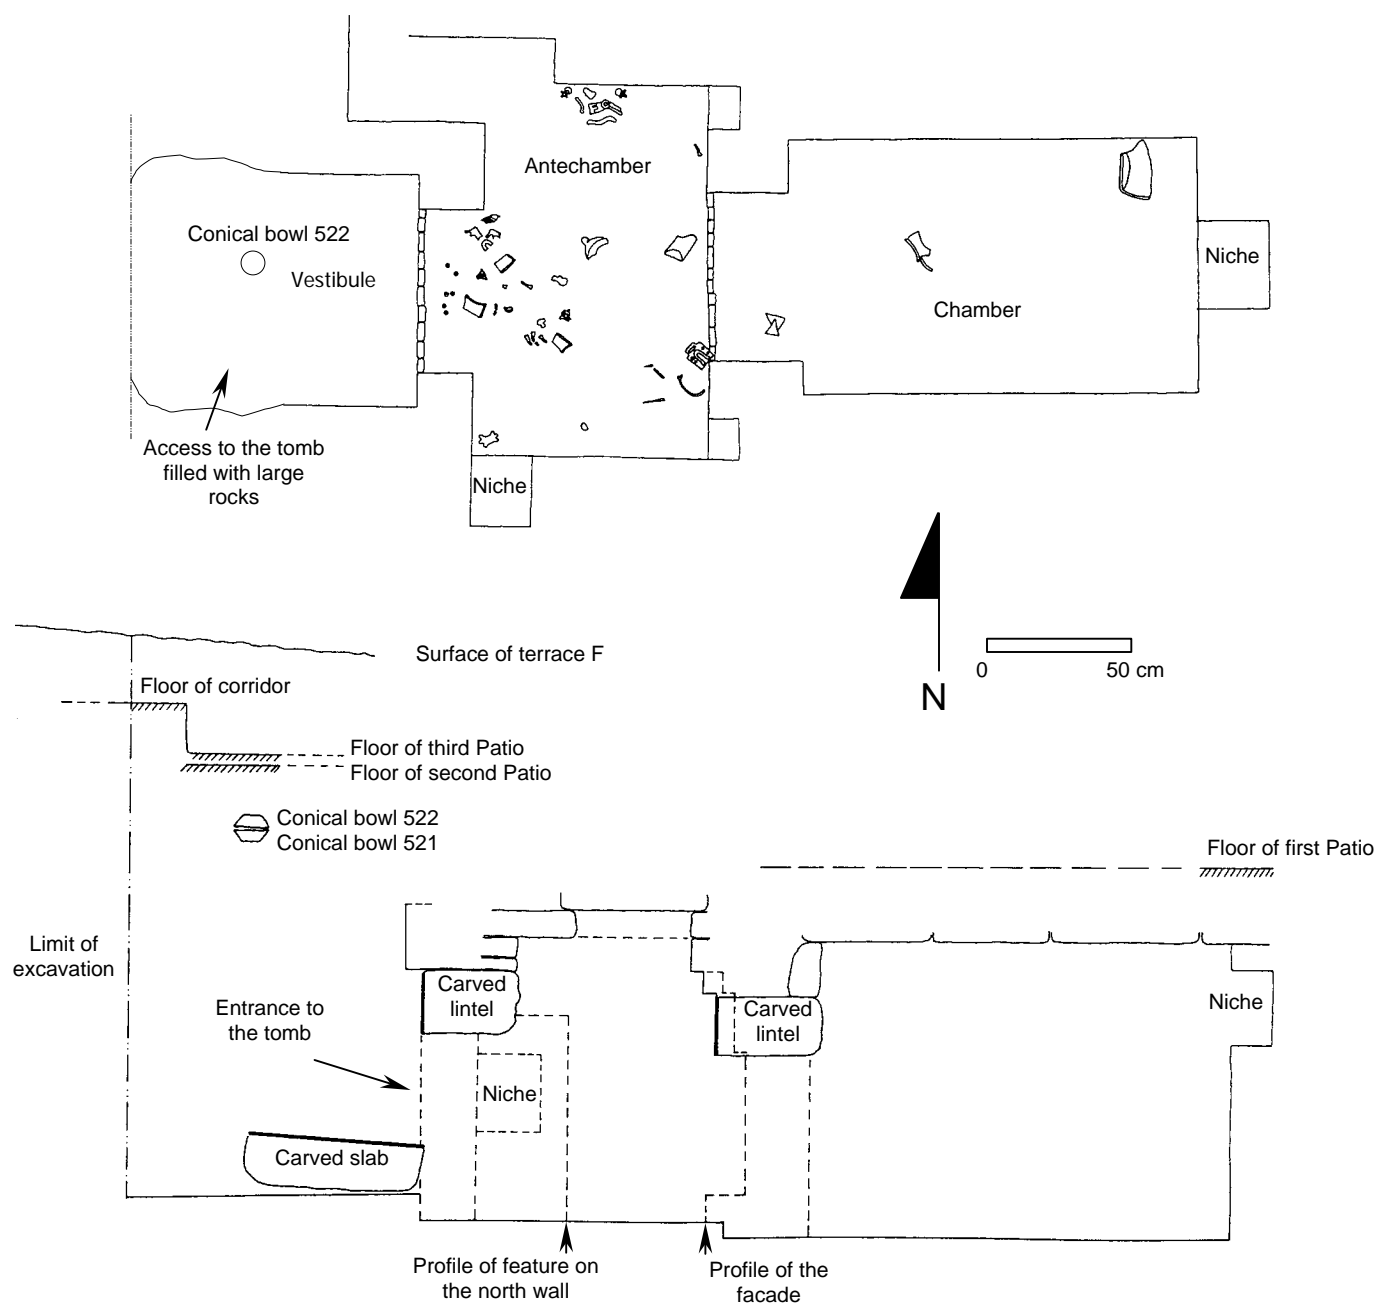 Antechamber
Conical bowl 522
Vestibule
Niche
Chamber
Access to the tomb
filled with large
rocks
Niche
N
0
50 cm
Surface of terrace F
Floor of corridor
Floor of third Patio
Floor of second Patio
Conical bowl 522
Conical bowl 521
Floor of first Patio
Limit of
excavation
Carved
lintel
Entrance to
the tomb
Carved
lintel
Niche
Niche
Carved slab
Profile of feature on
the north wall
Profile of the
facade